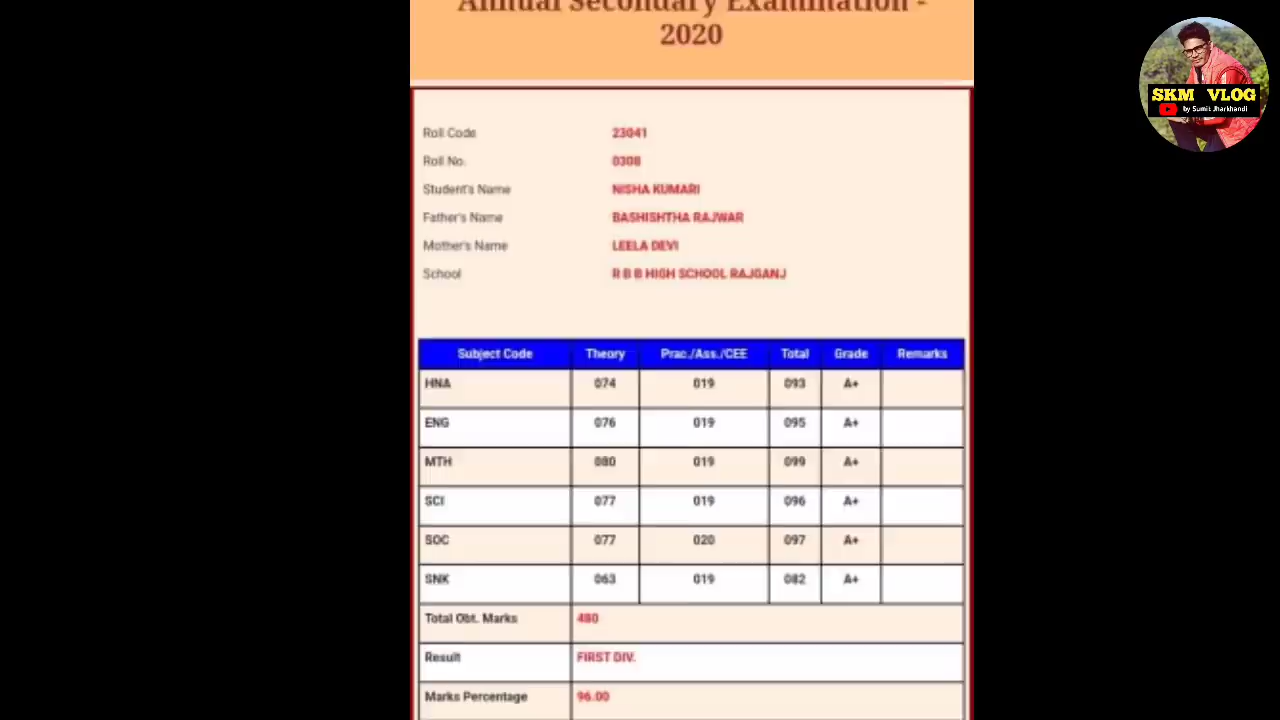 Annual Secondary Examination -
2020
SKM VLOG
by Sumit Jharkhandi
Roll Code 23041
Roll No. 0308
Student's Name NISHA KUMARI
Father's Name BASHISHTHA RAJWAR
Mother's Name LEELA DEVI
School R B B HIGH SCHOOL RAJGANJ
Subject Code Theory Prac./Ass./CEE Total Grade Remarks
HNA 074 019 093 A+
ENG 076 019 095 A+
MTH 080 019 099 A+
SCI 077 019 096 A+
SOC 077 020 097 A+
SNK 063 019 082 A+
Total Obt. Marks 480
Result FIRST DIV.
Marks Percentage 96.00